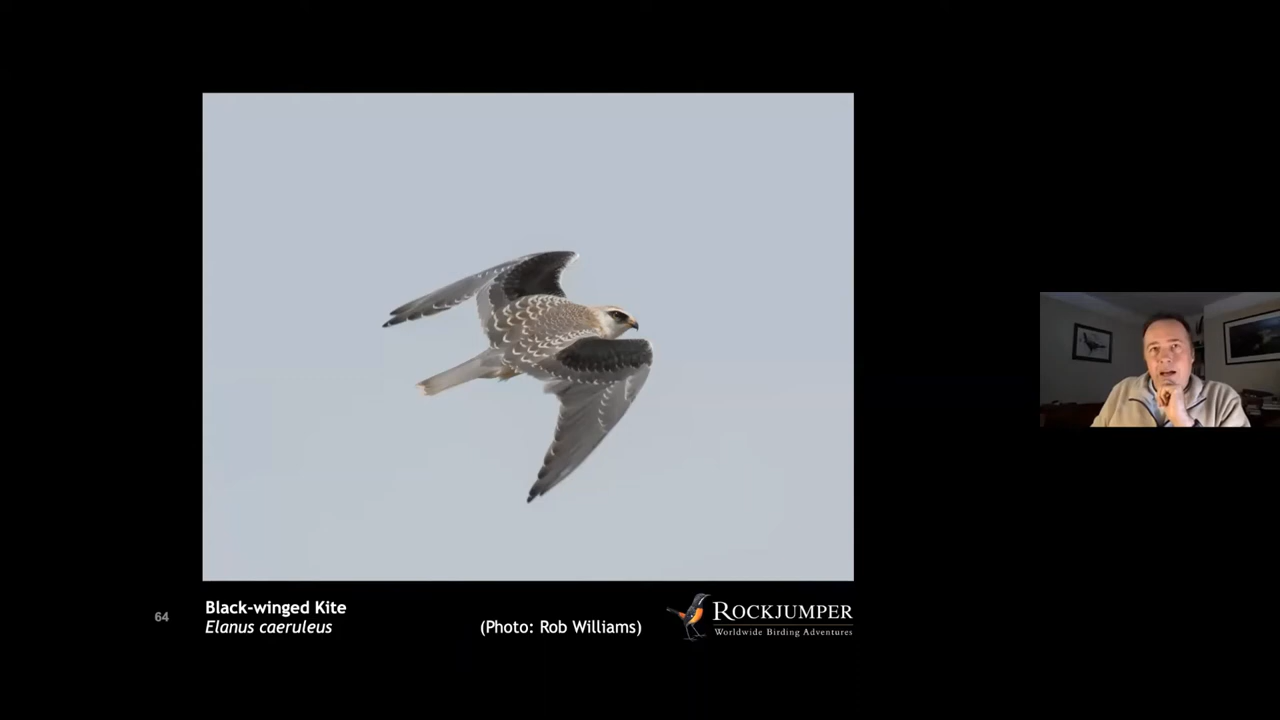 64
Black-winged Kite
Elanus caeruleus
(Photo: Rob Williams)
ROCKJUMPER
Worldwide Birding Adventures